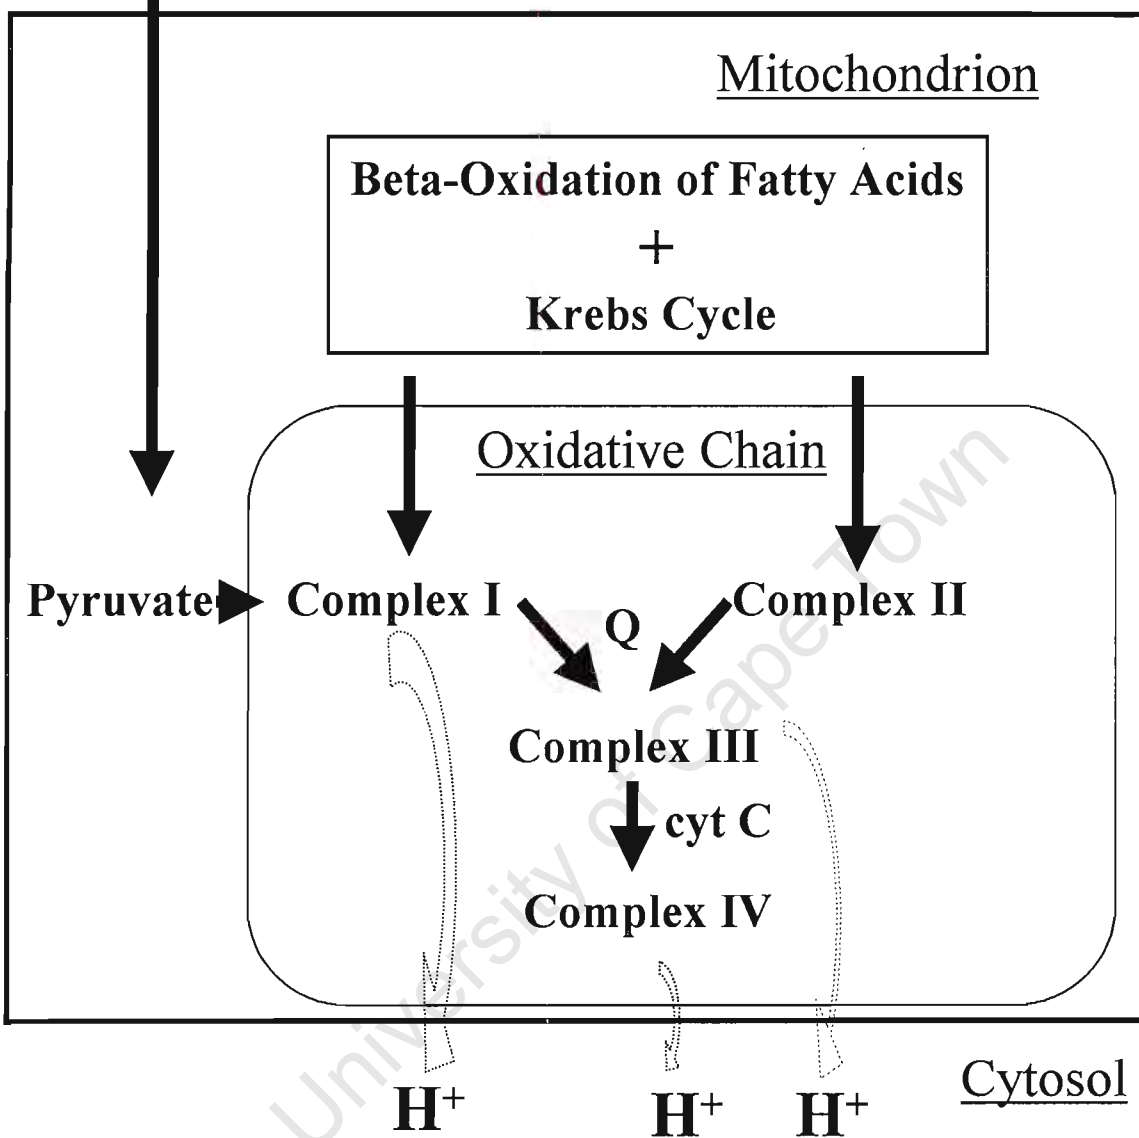 Mitochondrion
Beta-Oxidation of Fatty Acids
+
Krebs Cycle
Oxidative Chain
Pyruvate
Complex I
Q
Complex II
Complex III
cyt C
Complex IV
H⁺
H⁺
H⁺
Cytosol
University of Cape Town